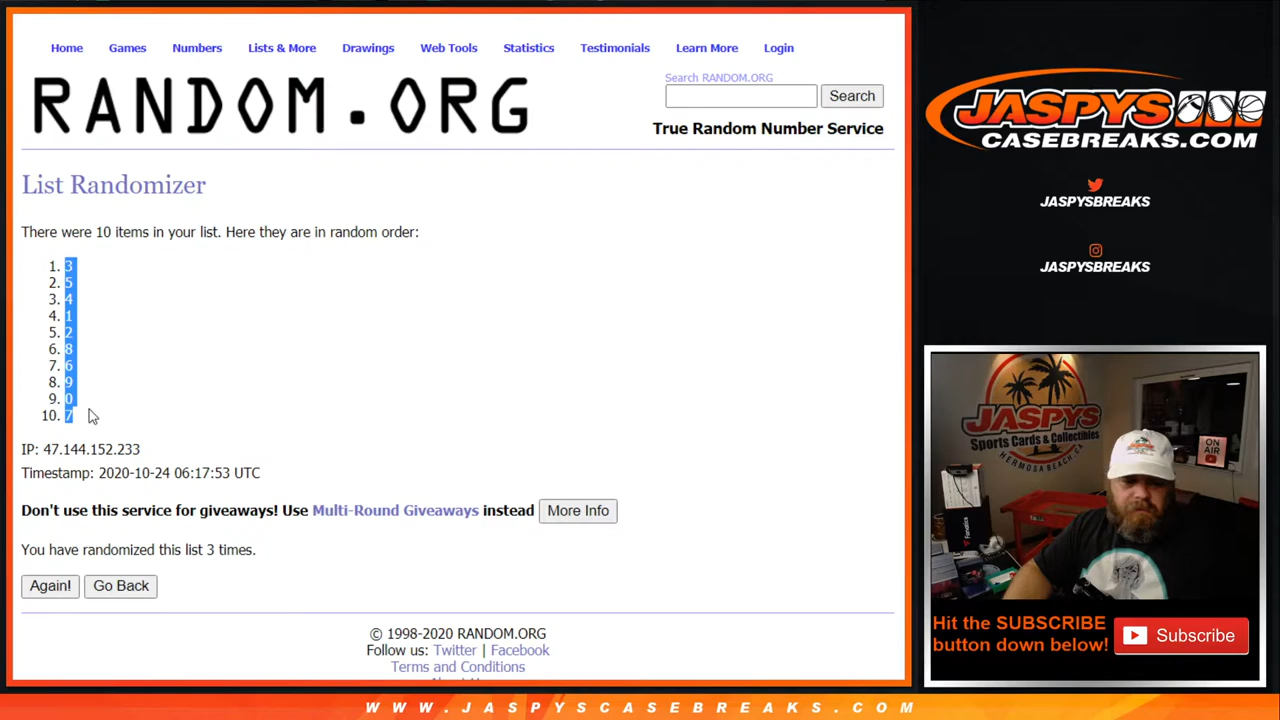 Home Games Numbers Lists & More Drawings Web Tools Statistics Testimonials Learn More Login
RANDOM.ORG
Search RANDOM.ORG
Search
True Random Number Service
List Randomizer
There were 10 items in your list. Here they are in random order:
1. 3
2. 5
3. 4
4. 1
5. 2
6. 8
7. 6
8. 9
9. 0
10. 7
IP: 47.144.152.233
Timestamp: 2020-10-24 06:17:53 UTC
Don't use this service for giveaways! Use Multi-Round Giveaways instead More Info
You have randomized this list 3 times.
Again! Go Back
© 1998-2020 RANDOM.ORG
Follow us: Twitter | Facebook
Terms and Conditions
JASPYS
CASEBREAKS.COM
JASPYSBREAKS
JASPYSBREAKS
JASPYS
Sports Cards & Collectibles
HERMOSA BEACH, CA
ON
AIR
Fanatics
Hit the SUBSCRIBE
button down below!
Subscribe
WWW.JASPYSCASEBREAKS.COM